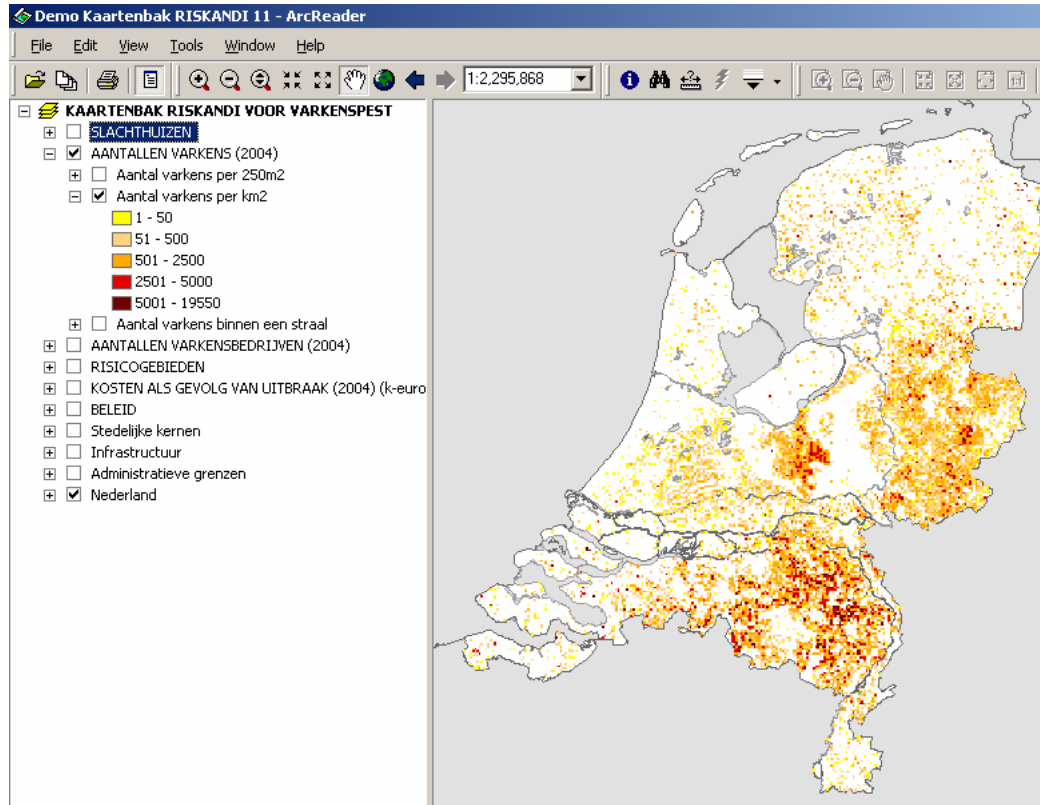 Demo Kaartenbak RISKANDI 11 - ArcReader
File Edit View Tools Window Help
1:2,295,868
1:1
KAARTENBAK RISKANDI VOOR VARKENSPEST
SLACHTHUIZEN
AANTALLEN VARKENS (2004)
Aantal varkens per 250m2
Aantal varkens per km2
1 - 50
51 - 500
501 - 2500
2501 - 5000
5001 - 19550
Aantal varkens binnen een straal
AANTALLEN VARKENSBEDRIJVEN (2004)
RISICOGEBIEDEN
KOSTEN ALS GEVOLG VAN UITBRAAK (2004) (k-euro
BELEID
Stedelijke kernen
Infrastructuur
Administratieve grenzen
Nederland